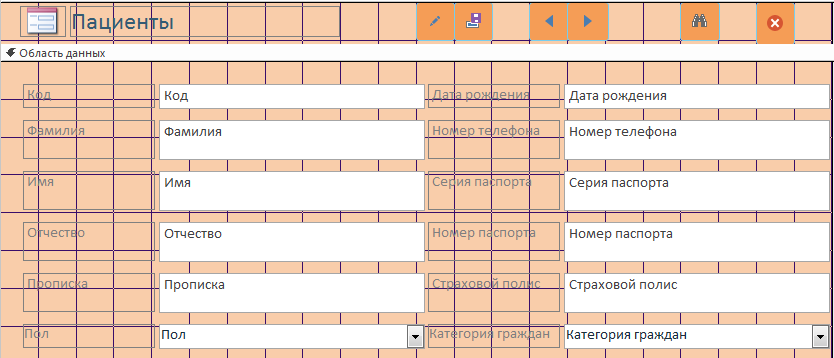 Пациенты
Область данных
Код Код Дата рождения Дата рождения
Фамилия Фамилия Номер телефона Номер телефона
Имя Имя Серия паспорта Серия паспорта
Отчество Отчество Номер паспорта Номер паспорта
Прописка Прописка Страховой полис Страховой полис
Пол Пол Категория граждан Категория граждан